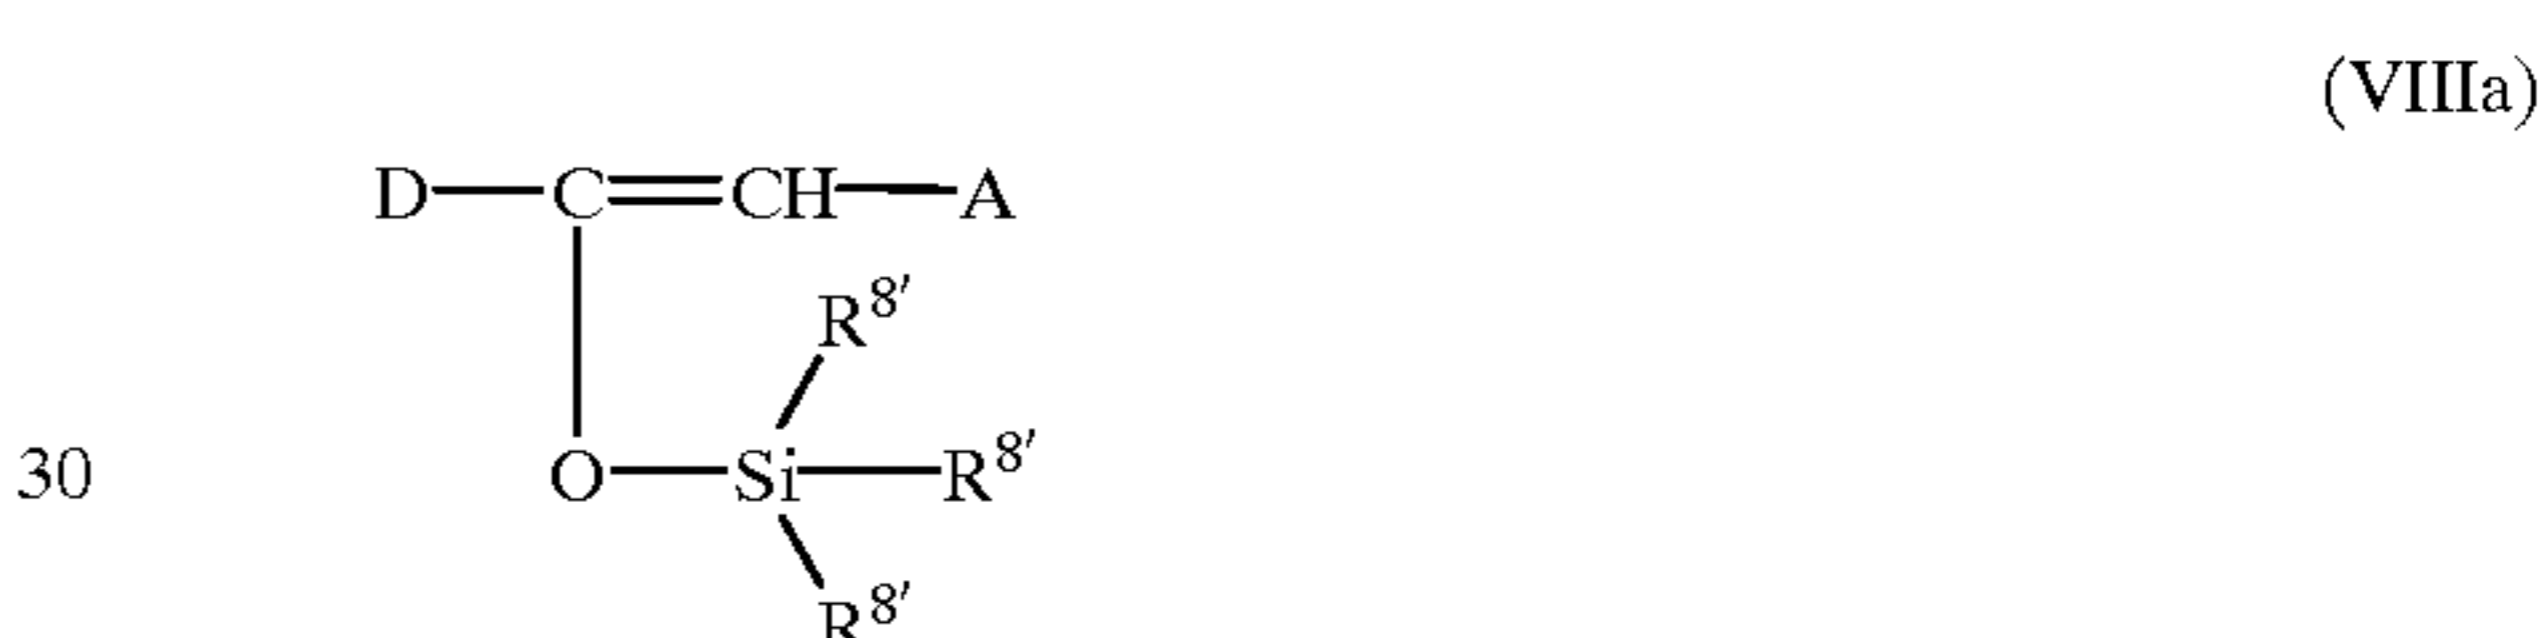 (VIIIa)
D—C=CH—A
R8'
30 O—Si—R8'
R8'